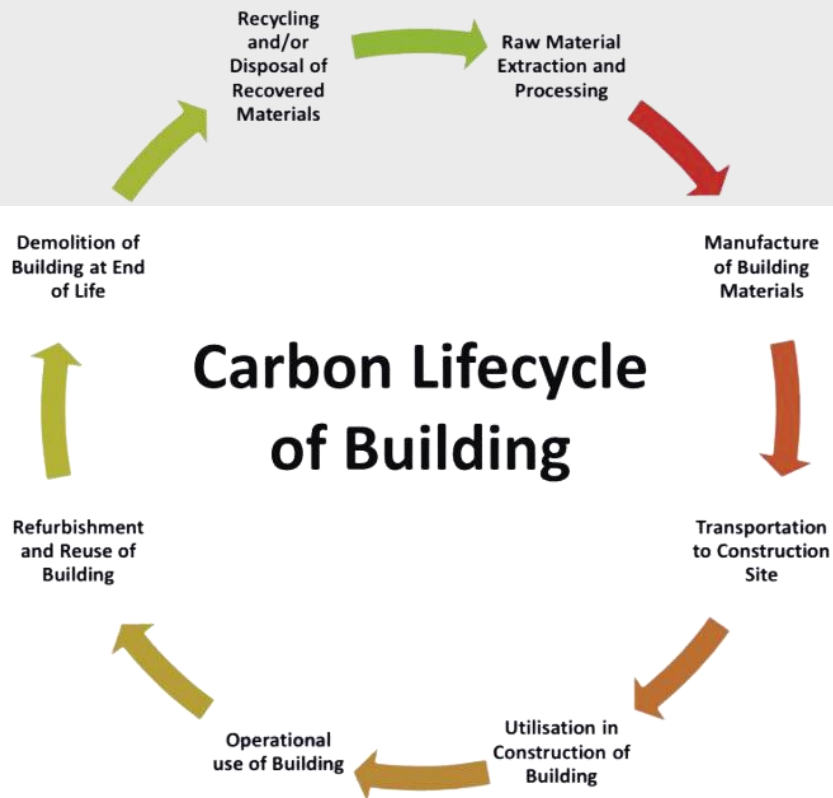 Recycling
and/or
Disposal of
Recovered
Materials
Raw Material
Extraction and
Processing
Manufacture
of Building
Materials
Transportation
to Construction
Site
Utilisation in
Construction of
Building
Operational
use of Building
Refurbishment
and Reuse of
Building
Demolition of
Building at End
of Life
Carbon Lifecycle
of Building